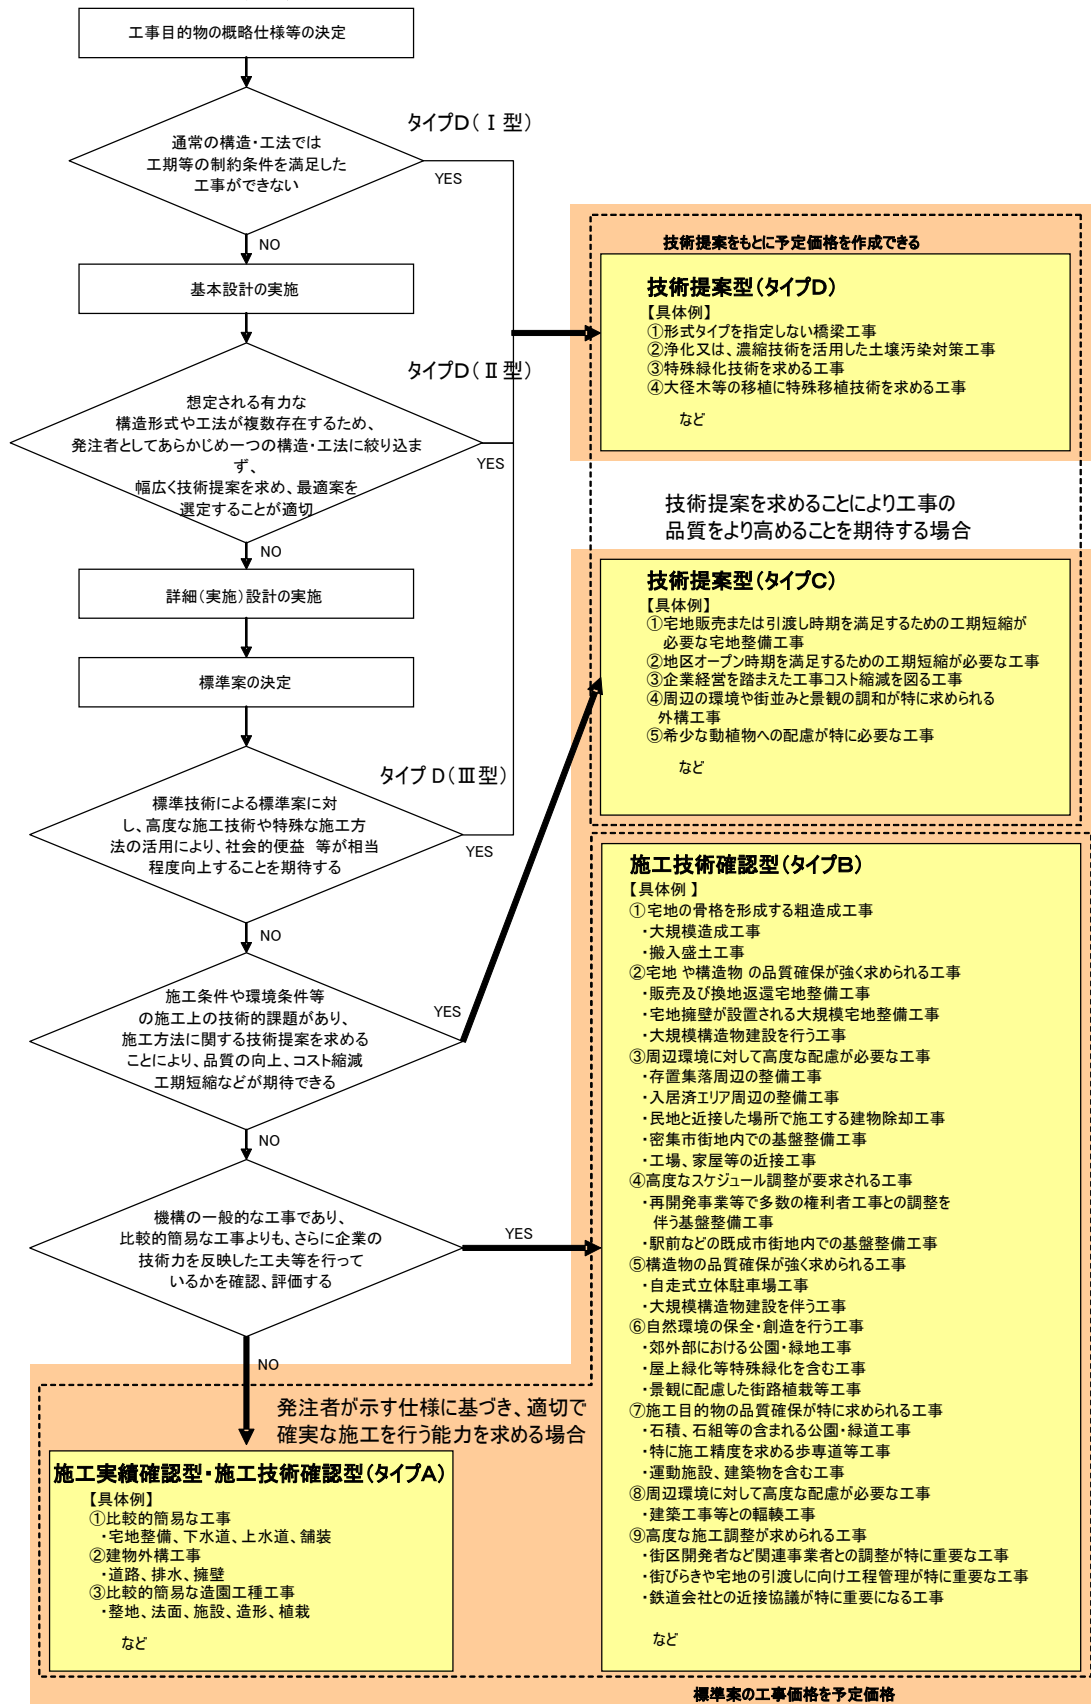 工事目的物の概略仕様等の決定
タイプD(Ⅰ型)
通常の構造・工法では
工期等の制約条件を満足した
工事ができない
YES
NO
基本設計の実施
タイプD(Ⅱ型)
想定される有力な
構造形式や工法が複数存在するため、
発注者としてあらかじめ一つの構造・工法に絞り込ま
ず、
幅広く技術提案を求め、最適案を
選定することが適切
YES
NO
詳細(実施)設計の実施
標準案の決定
タイプD(Ⅲ型)
標準技術による標準案に対
し、高度な施工技術や特殊な施工方
法の活用により、社会的便益 等が相当
程度向上することを期待する
YES
NO
施工条件や環境条件等
の施工上の技術的課題があり、
施工方法に関する技術提案を求める
ことにより、品質の向上、コスト縮減
工期短縮などが期待できる
YES
NO
機構の一般的な工事であり、
比較的簡易な工事よりも、さらに企業の
技術力を反映した工夫等を行って
いるかを確認、評価する
YES
NO
技術提案をもとに予定価格を作成できる
技術提案型(タイプD)
【具体例】
①形式タイプを指定しない橋梁工事
②浄化又は、濃縮技術を活用した土壌汚染対策工事
③特殊緑化技術を求める工事
④大径木等の移植に特殊移植技術を求める工事
など
技術提案を求めることにより工事の
品質をより高めることを期待する場合
技術提案型(タイプC)
【具体例】
①宅地販売または引渡し時期を満足するための工期短縮が
必要な宅地整備工事
②地区オープン時期を満足するための工期短縮が必要な工事
③企業経営を踏まえた工事コスト縮減を図る工事
④周辺の環境や街並みと景観の調和が特に求められる
外構工事
⑤希少な動植物への配慮が特に必要な工事
など
施工技術確認型(タイプB)
【具体例 】
①宅地の骨格を形成する粗造成工事
・大規模造成工事
・搬入盛土工事
②宅地 や構造物 の品質確保が強く求められる工事
・販売及び換地返還宅地整備工事
・宅地擁壁が設置される大規模宅地整備工事
・大規模構造物建設を行う工事
③周辺環境に対して高度な配慮が必要な工事
・存置集落周辺の整備工事
・入居済エリア周辺の整備工事
・民地と近接した場所で施工する建物除却工事
・密集市街地内での基盤整備工事
・工場、家屋等の近接工事
④高度なスケジュール調整が要求される工事
・再開発事業等で多数の権利者工事との調整を
伴う基盤整備工事
・駅前などの既成市街地内での基盤整備工事
⑤構造物の品質確保が強く求められる工事
・自走式立体駐車場工事
・大規模構造物建設を伴う工事
⑥自然環境の保全・創造を行う工事
・郊外部における公園・緑地工事
・屋上緑化等特殊緑化を含む工事
・景観に配慮した街路植栽等工事
⑦施工目的物の品質確保が特に求められる工事
・石積、石組等の含まれる公園・緑道工事
・特に施工精度を求める歩専道等工事
・運動施設、建築物を含む工事
⑧周辺環境に対して高度な配慮が必要な工事
・建築工事等との輻輳工事
⑨高度な施工調整が求められる工事
・街区開発者など関連事業者との調整が特に重要な工事
・街びらきや宅地の引渡しに向け工程管理が特に重要な工事
・鉄道会社との近接協議が特に重要になる工事
など
発注者が示す仕様に基づき、適切で
確実な施工を行う能力を求める場合
施工実績確認型・施工技術確認型(タイプA)
【具体例】
①比較的簡易な工事
・宅地整備、下水道、上水道、舗装
②建物外構工事
・道路、排水、擁壁
③比較的簡易な造園工種工事
・整地、法面、施設、造形、植栽
など
標準案の工事価格を予定価格